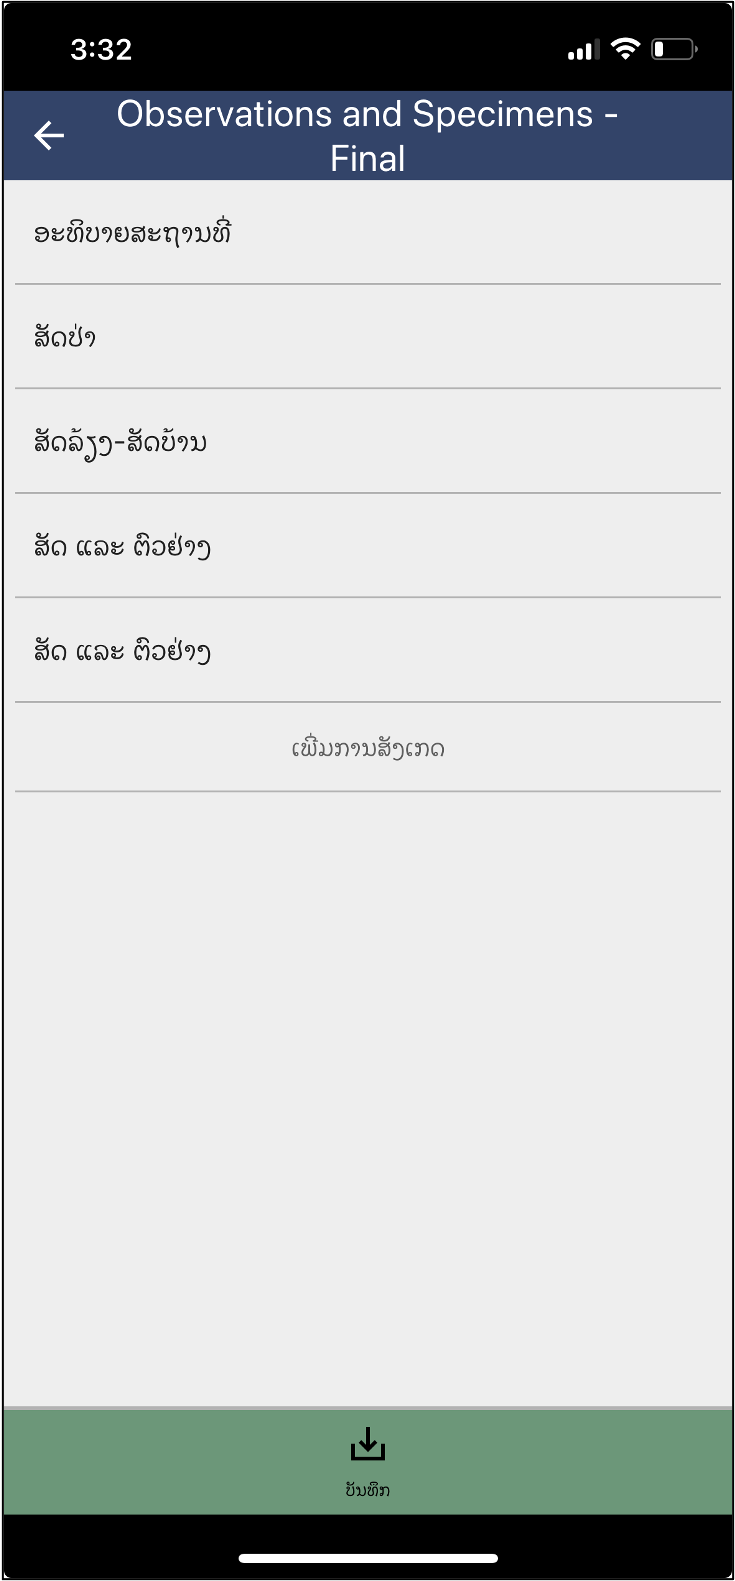 3:32
Observations and Specimens -
Final
ອະທິບາຍສະຖານທີ່
ສັດປ່າ
ສັດລ້ຽງ-ສັດບ້ານ
ສັດ ແລະ ຕົວຢ່າງ
ສັດ ແລະ ຕົວຢ່າງ
ເພີ່ມການສັງເກດ
ບັນທຶກ